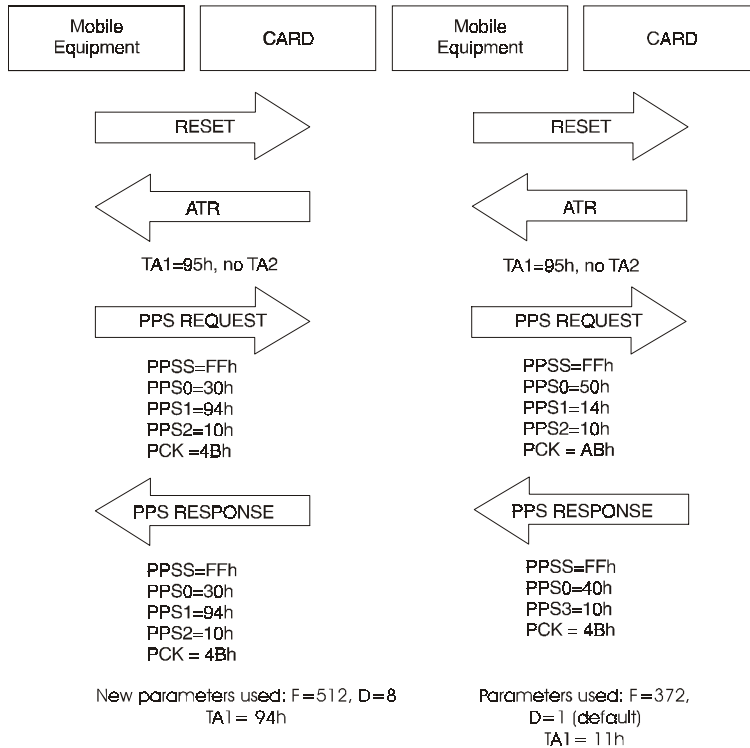 Mobile
Equipment
CARD
Mobile
Equipment
CARD
RESET
RESET
ATR
ATR
TA1=95h, no TA2
TA1=95h, no TA2
PPS REQUEST
PPS REQUEST
PPSS=FFh
PPS0=30h
PPS1=94h
PPS2=10h
PCK =4Bh
PPSS=FFh
PPS0=50h
PPS1=14h
PPS2=10h
PCK = ABh
PPS RESPONSE
PPS RESPONSE
PPSS=FFh
PPS0=30h
PPS1=94h
PPS2=10h
PCK = 4Bh
PPSS=FFh
PPS0=40h
PPS3=10h
PCK = 4Bh
New parameters used: F=512, D=8
TA1= 94h
Parameters used: F=372,
D=1 (default)
TA1= 11h